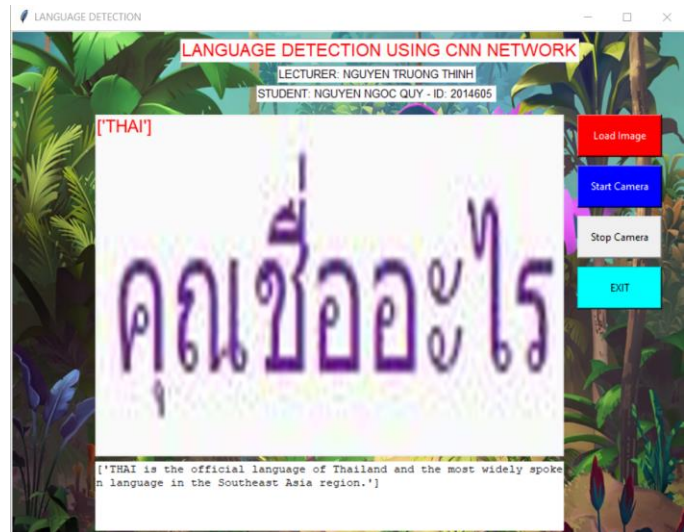 LANGUAGE DETECTION
LANGUAGE DETECTION USING CNN NETWORK
LECTURER: NGUYEN TRUONG THINH
STUDENT: NGUYEN NGOC QUY - ID: 2014605
['THAI']
คุณชื่ออะไร
Load Image
Start Camera
Stop Camera
EXIT
['THAI is the official language of Thailand and the most widely spoke
n language in the Southeast Asia region.']